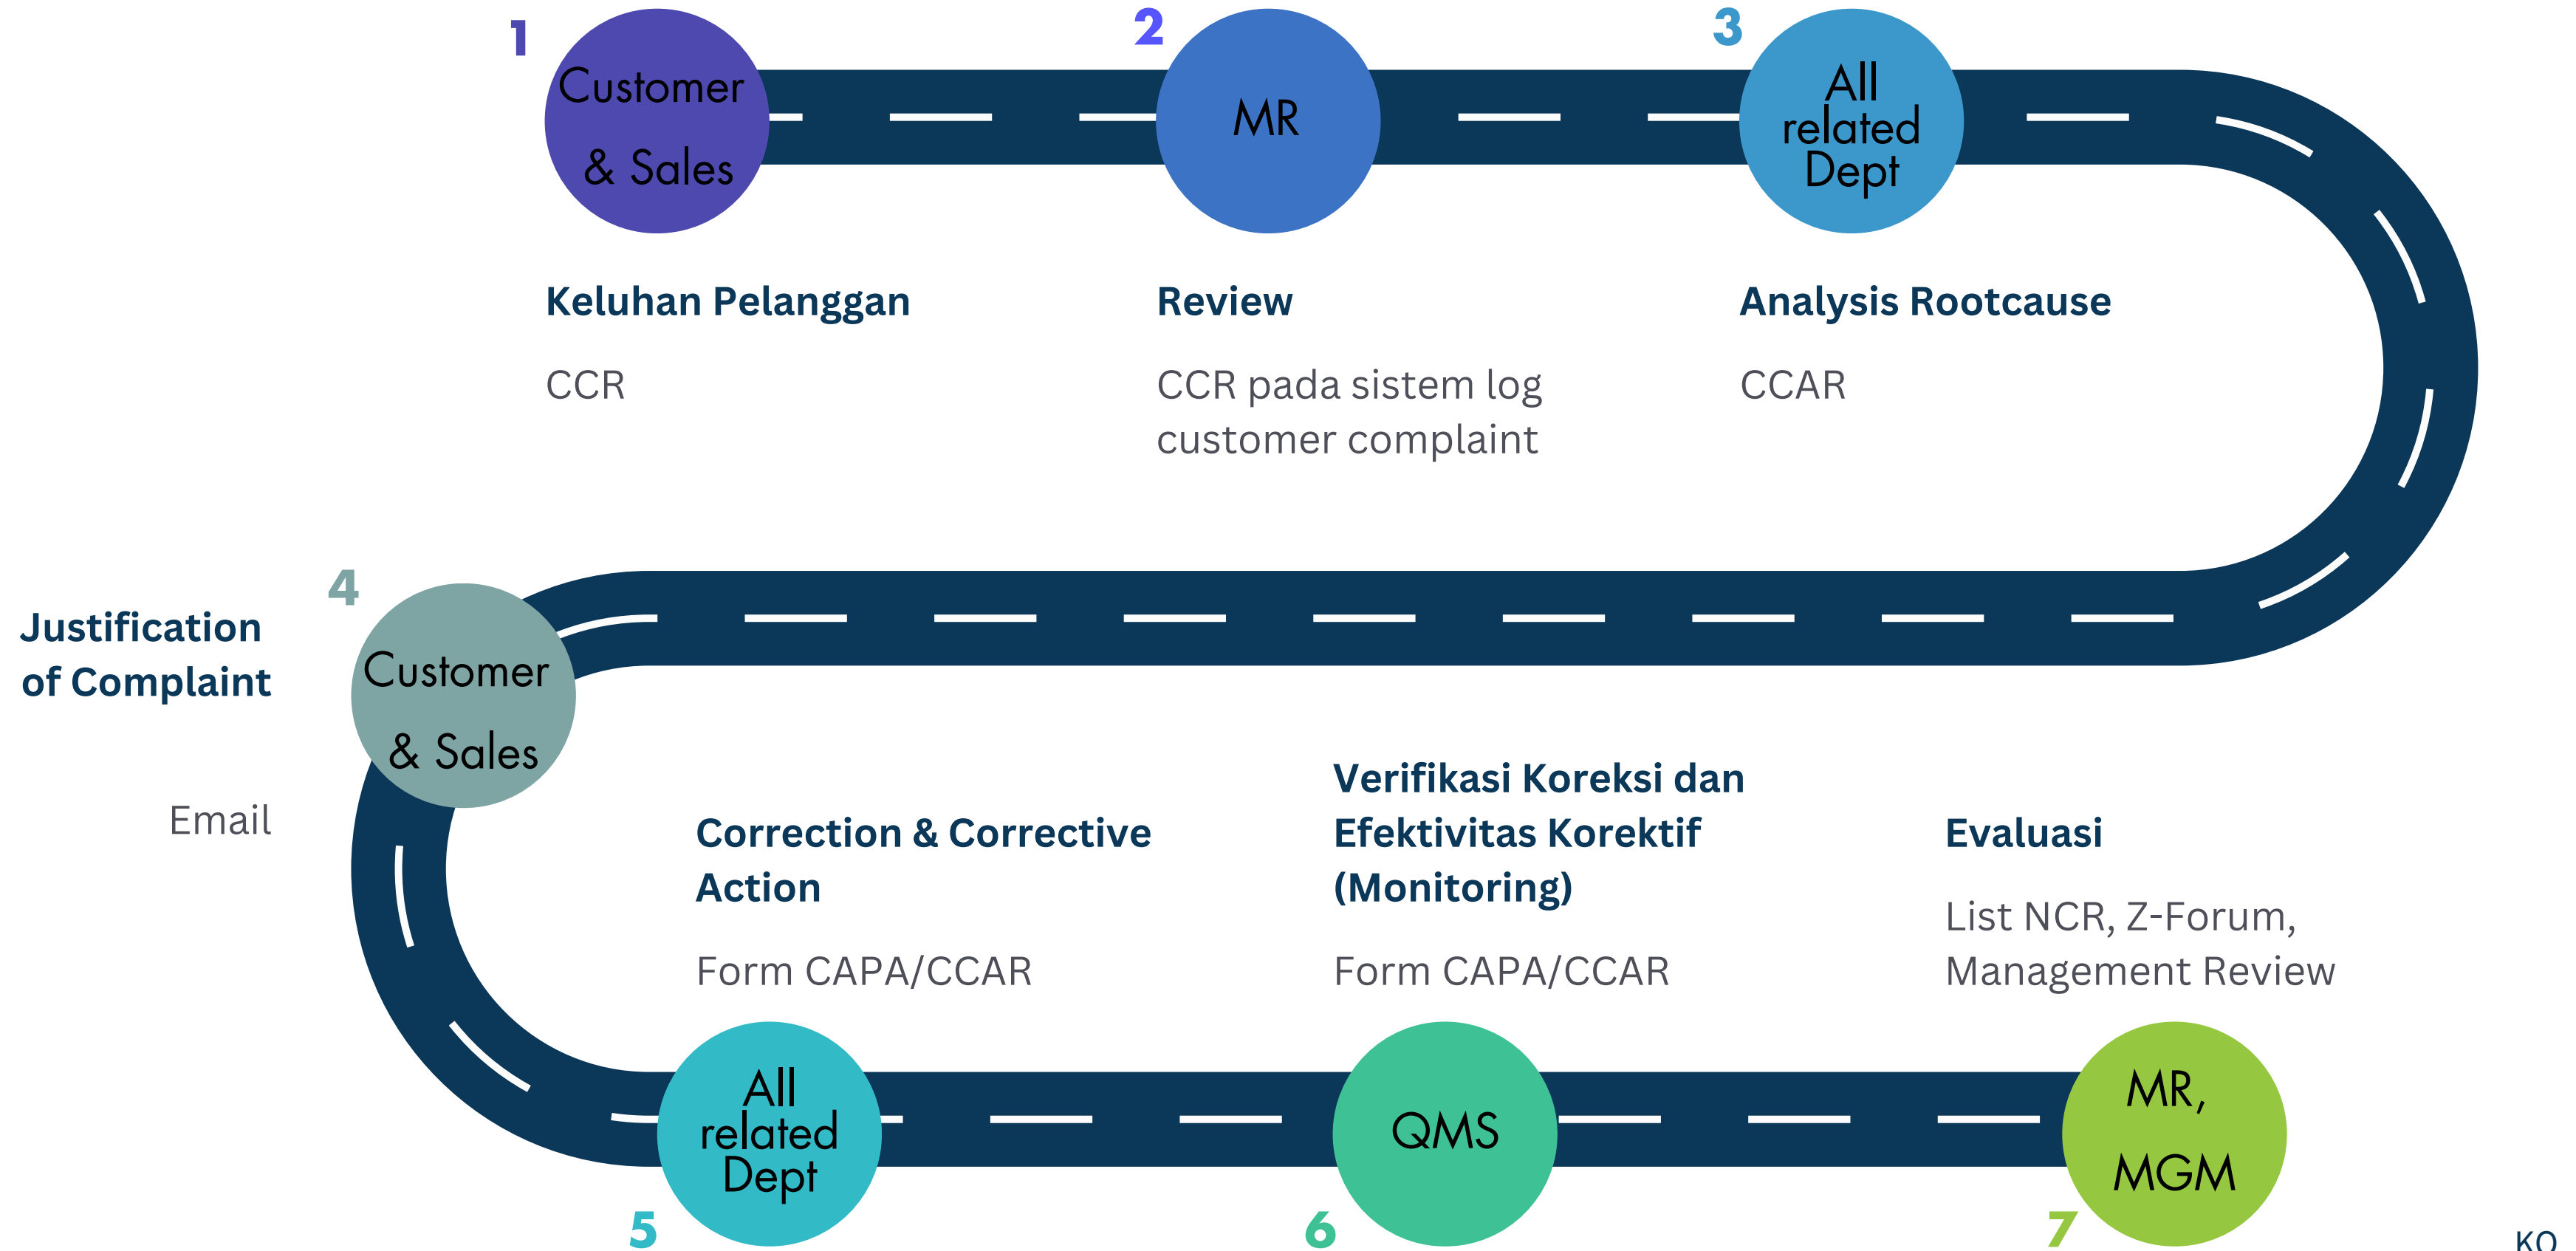 1
Customer
& Sales
Keluhan Pelanggan
CCR
2
MR
Review
CCR pada sistem log
customer complaint
3
All
related
Dept
Analysis Rootcause
CCAR
4
Customer
& Sales
Justification
of Complaint
Email
5
All
related
Dept
Correction & Corrective
Action
Form CAPA/CCAR
6
QMS
Verifikasi Koreksi dan
Efektivitas Korektif
(Monitoring)
Form CAPA/CCAR
7
MR,
MGM
Evaluasi
List NCR, Z-Forum,
Management Review